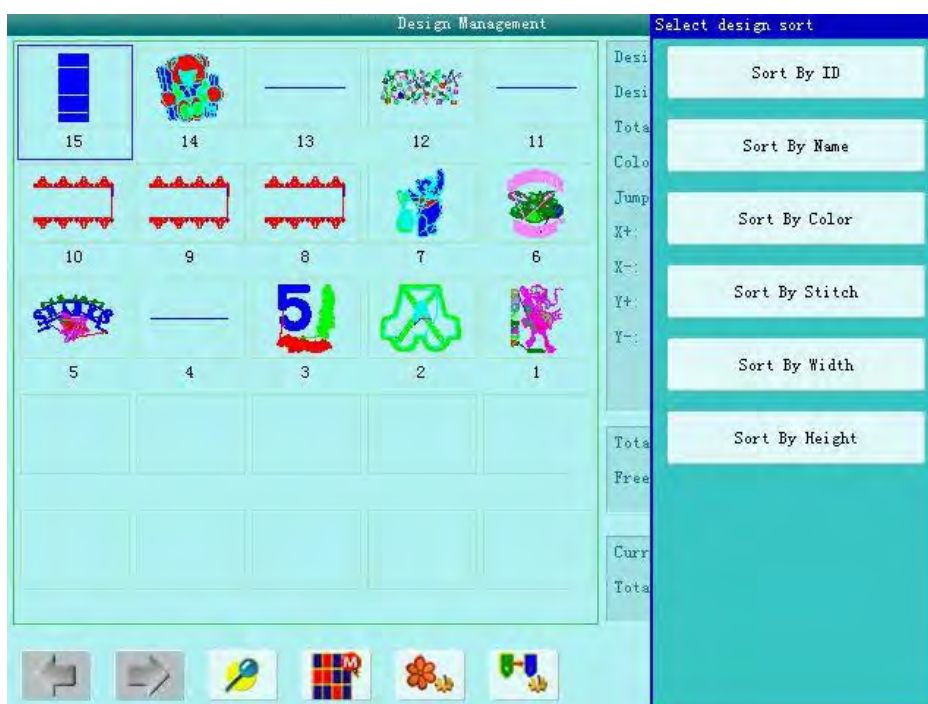 Design Management
Select design sort
15
14
13
12
11
10
9
8
7
6
5
4
3
2
1
5
SHARKS
M
Desi
Desi
Tota
Colo
Jump
X+:
X-:
Y+:
Y-:
Tota
Free
Curr
Tota
Sort By ID
Sort By Name
Sort By Color
Sort By Stitch
Sort By Width
Sort By Height